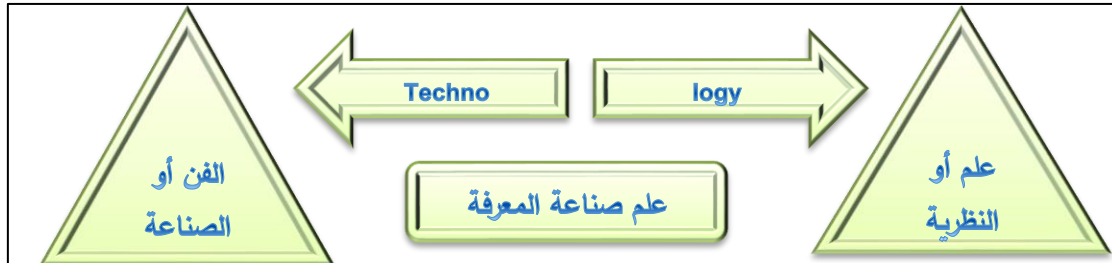 Techno
logy
الفن أو
الصناعة
علم أو
النظرية
علم صناعة المعرفة